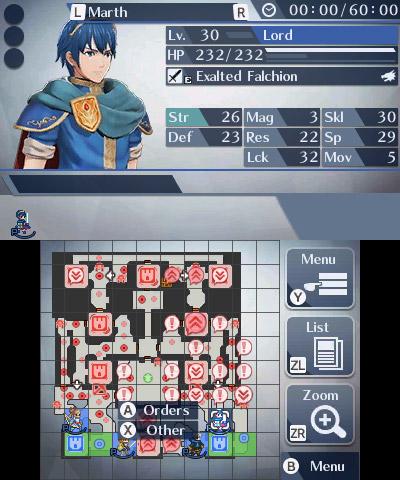 L Marth R 00:00/60:00
Lv. 30 Lord
HP 232/232
E Exalted Falchion
Str 26 Mag 3 Skl 30
Def 23 Res 22 Sp 29
Lck 32 Mov 5
Menu
Y
List
ZL
Zoom
ZR
A Orders
X Other
B Menu